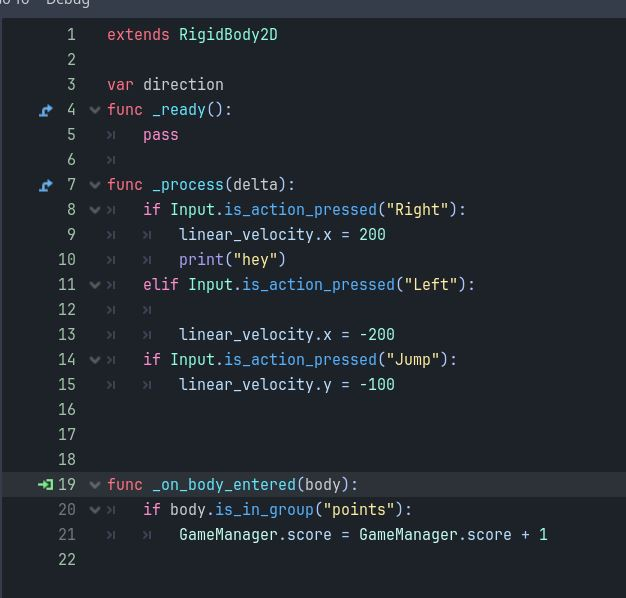 Debug
1 extends RigidBody2D
2
3 var direction
4 func _ready():
5 pass
6
7 func _process(delta):
8 if Input.is_action_pressed("Right"):
9 linear_velocity.x = 200
10 print("hey")
11 elif Input.is_action_pressed("Left"):
12
13 linear_velocity.x = -200
14 if Input.is_action_pressed("Jump"):
15 linear_velocity.y = -100
16
17
18
19 func _on_body_entered(body):
20 if body.is_in_group("points"):
21 GameManager.score = GameManager.score + 1
22